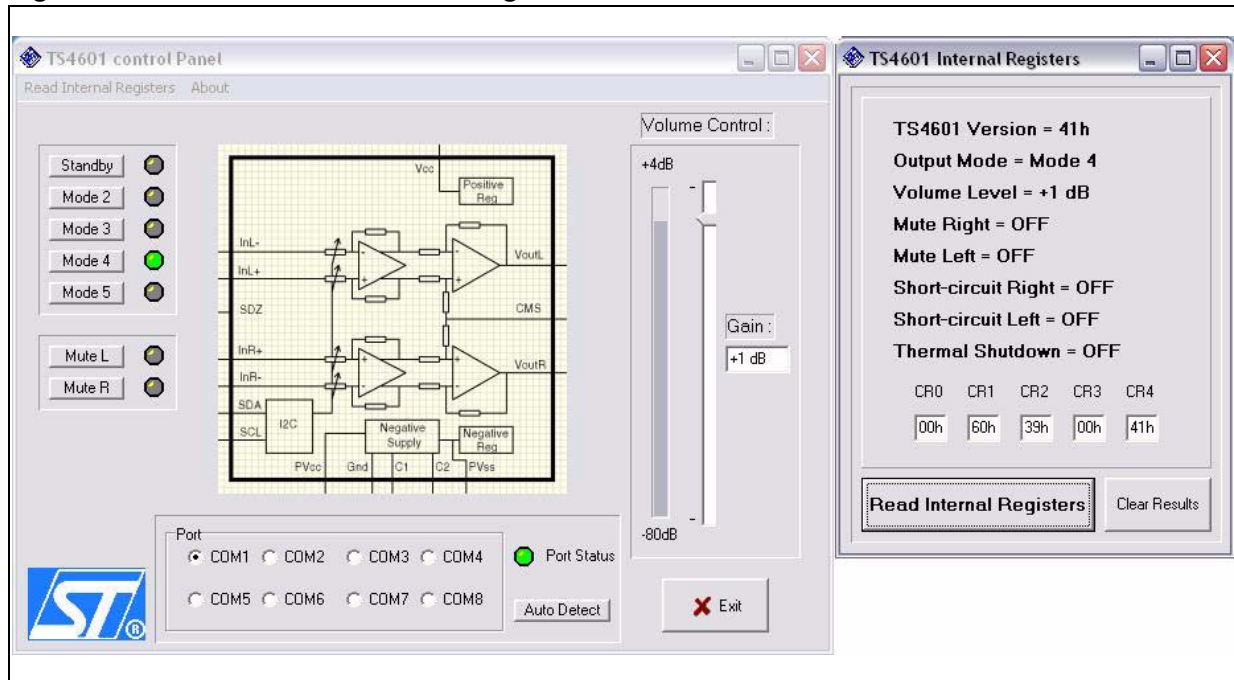 TS4601 control Panel
Read Internal Registers About
Standby
Mode 2
Mode 3
Mode 4
Mode 5
Mute L
Mute R
Vcc
Positive
Reg
InL-
InL+
SDZ
InR+
InR-
SDA
SCL
I2C
VoutL
CMS
VoutR
Negative
Supply
Negative
Reg
PVcc Gnd C1 C2 PVss
Volume Control :
+4dB
-80dB
Gain :
+1 dB
Port
COM1 COM2 COM3 COM4
COM5 COM6 COM7 COM8
Port Status
Auto Detect
Exit
ST®
TS4601 Internal Registers
TS4601 Version = 41h
Output Mode = Mode 4
Volume Level = +1 dB
Mute Right = OFF
Mute Left = OFF
Short-circuit Right = OFF
Short-circuit Left = OFF
Thermal Shutdown = OFF
CR0 CR1 CR2 CR3 CR4
00h 60h 39h 00h 41h
Read Internal Registers
Clear Results